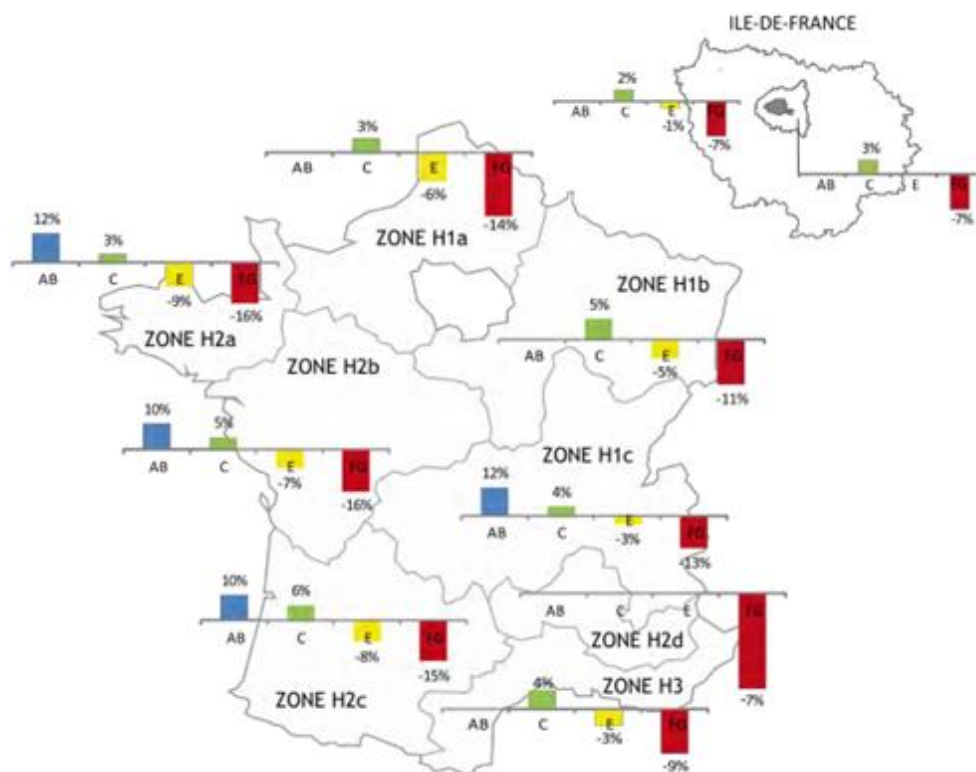 ILE-DE-FRANCE
2%
AB C E FG
-1%
-7%
3%
AB C E FG
-7%
3%
AB C E FG
-6%
-14%
ZONE H1a
12%
3%
AB C E FG
-9%
-16%
ZONE H2a
ZONE H1b
5%
AB C E FG
-5%
-11%
ZONE H2b
10%
5%
AB C E FG
-7%
-16%
ZONE H1c
12%
4%
AB C E FG
-3%
-13%
10%
6%
AB C E FG
-8%
-15%
ZONE H2c
AB C E FG
-7%
ZONE H2d
ZONE H3
4%
AB C E FG
-3%
-9%